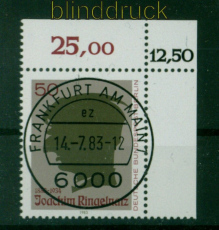 blinddruck
25,00
12,50
50
FRANKFURT AM MAIN 1
ez
14.-7.83-12
6000
Joachim Ringelnatz
DEUTSCHE BUNDESPOST BERLIN